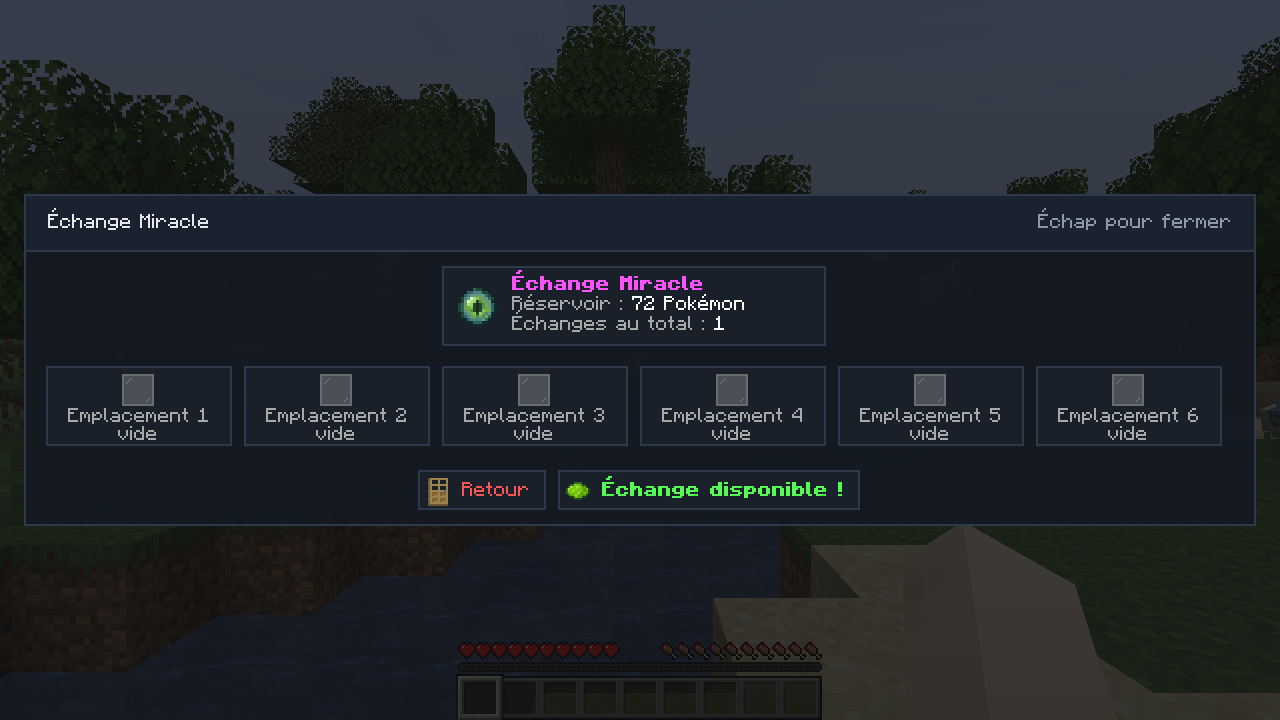 Échange Miracle
Échap pour fermer
Échange Miracle
Réservoir : 72 Pokémon
Échanges au total : 1
Emplacement 1
vide
Emplacement 2
vide
Emplacement 3
vide
Emplacement 4
vide
Emplacement 5
vide
Emplacement 6
vide
Retour
Échange disponible !